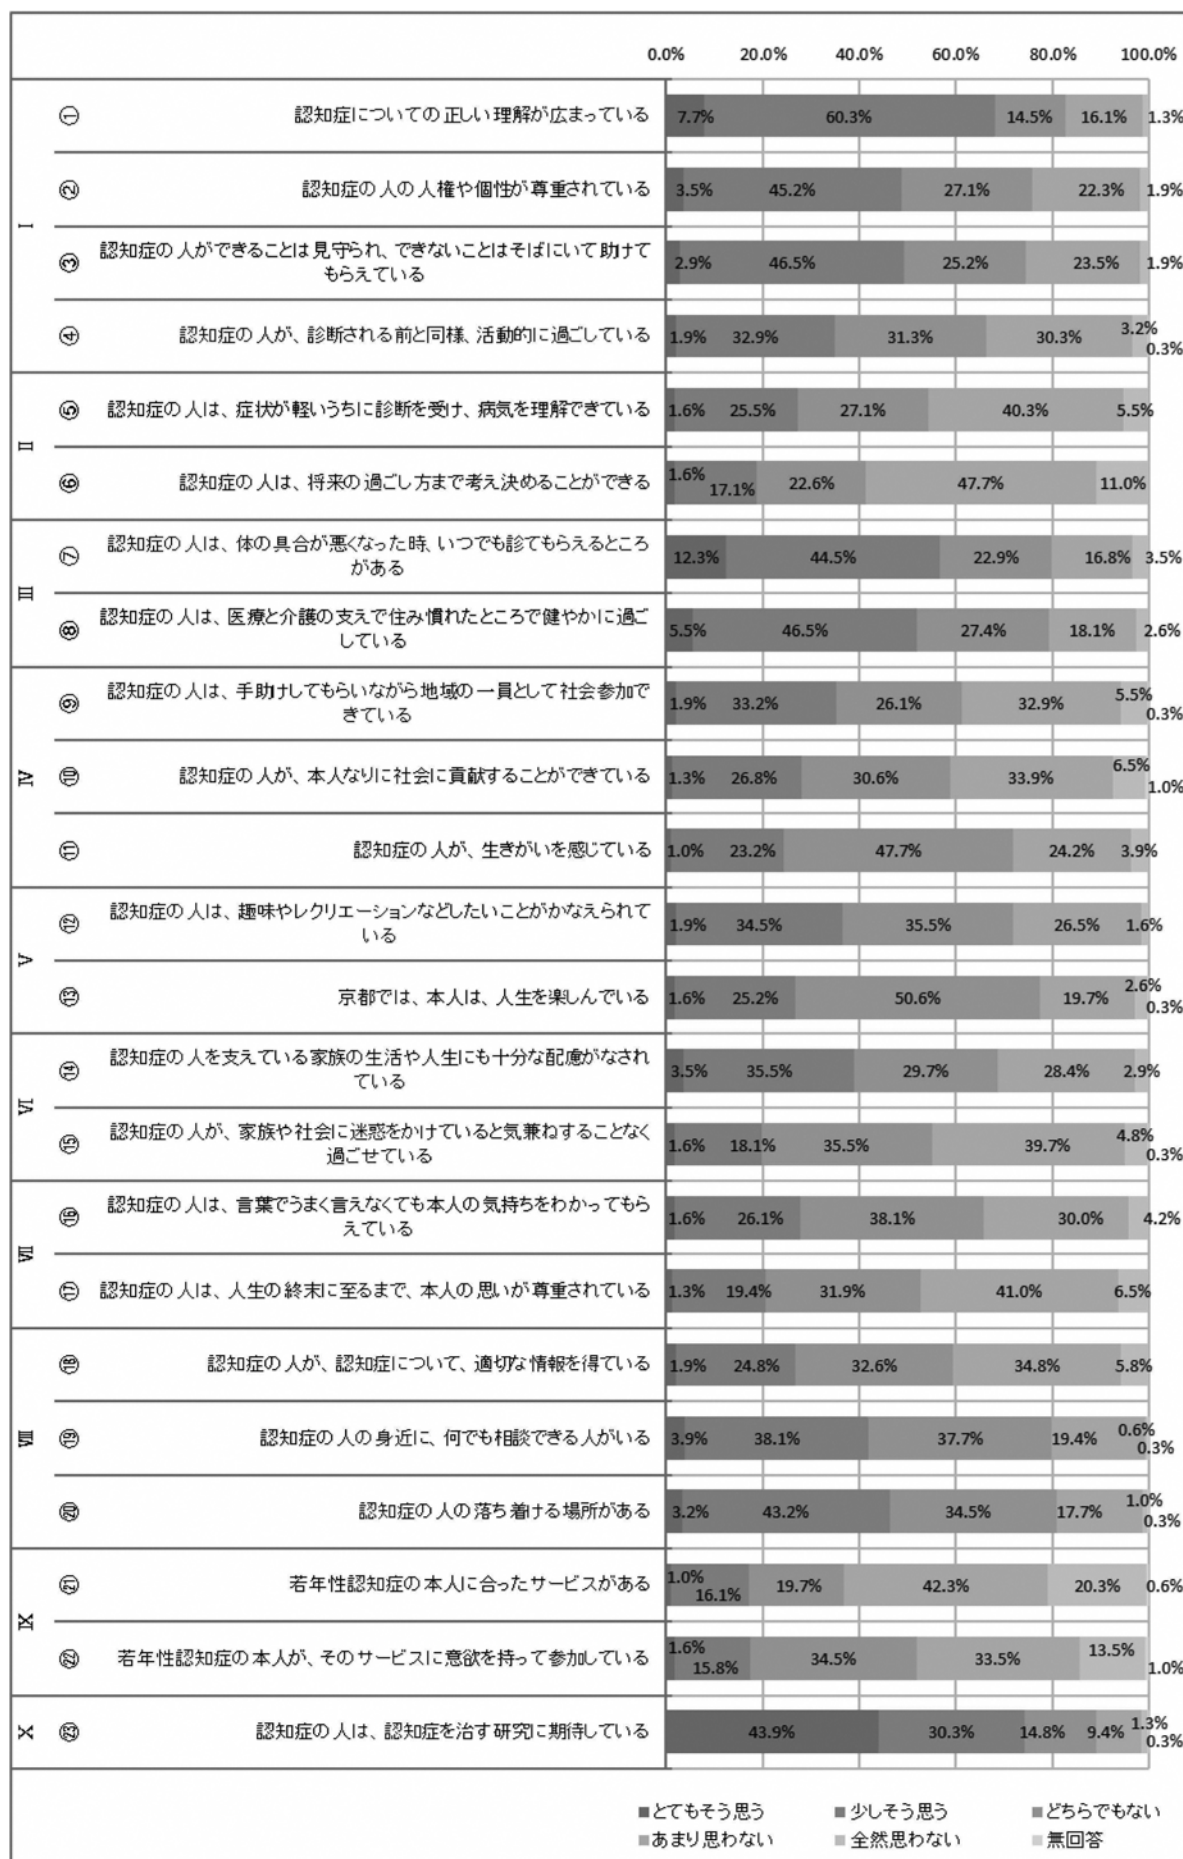 0.0% 20.0% 40.0% 60.0% 80.0% 100.0%
I
① 認知症についての正しい理解が広まっている 7.7% 60.3% 14.5% 16.1% 1.3%
② 認知症の人の人権や個性が尊重されている 3.5% 45.2% 27.1% 22.3% 1.9%
③ 認知症の人ができることは見守られ、できないことはそばにいて助けて
もらえている 2.9% 46.5% 25.2% 23.5% 1.9%
④ 認知症の人が、診断される前と同様、活動的に過ごしている 1.9% 32.9% 31.3% 30.3% 3.2% 0.3%
II
⑤ 認知症の人は、症状が軽いうちに診断を受け、病気を理解できている 1.6% 25.5% 27.1% 40.3% 5.5%
⑥ 認知症の人は、将来の過ごし方まで考え決めることができる 1.6% 17.1% 22.6% 47.7% 11.0%
III
⑦ 認知症の人は、体の具合が悪くなった時、いつでも診てもらえるところ
がある 12.3% 44.5% 22.9% 16.8% 3.5%
⑧ 認知症の人は、医療と介護の支えで住み慣れたところで健やかに過ご
している 5.5% 46.5% 27.4% 18.1% 2.6%
IV
⑨ 認知症の人は、手助けしてもらいながら地域の一員として社会参加で
きている 1.9% 33.2% 26.1% 32.9% 5.5% 0.3%
⑩ 認知症の人が、本人なりに社会に貢献することができている 1.3% 26.8% 30.6% 33.9% 6.5% 1.0%
⑪ 認知症の人が、生きがいを感じている 1.0% 23.2% 47.7% 24.2% 3.9%
V
⑫ 認知症の人は、趣味やレクリエーションなどしたいことがかなえられて
いる 1.9% 34.5% 35.5% 26.5% 1.6%
⑬ 京都では、本人は、人生を楽しんでいる 1.6% 25.2% 50.6% 19.7% 2.6% 0.3%
VI
⑭ 認知症の人を支えている家族の生活や人生にも十分な配慮がなされ
ている 3.5% 35.5% 29.7% 28.4% 2.9%
⑮ 認知症の人が、家族や社会に迷惑をかけていると気兼ねすることなく
過ごせている 1.6% 18.1% 35.5% 39.7% 4.8% 0.3%
VII
⑯ 認知症の人は、言葉でうまく言えなくても本人の気持ちをわかってもら
えている 1.6% 26.1% 38.1% 30.0% 4.2%
⑰ 認知症の人は、人生の終末に至るまで、本人の思いが尊重されている 1.3% 19.4% 31.9% 41.0% 6.5%
VIII
⑱ 認知症の人が、認知症について、適切な情報を得ている 1.9% 24.8% 32.6% 34.8% 5.8%
⑲ 認知症の人の身近に、何でも相談できる人がいる 3.9% 38.1% 37.7% 19.4% 0.6% 0.3%
⑳ 認知症の人の落ち着ける場所がある 3.2% 43.2% 34.5% 17.7% 1.0% 0.3%
IX
㉑ 若年性認知症の本人に合ったサービスがある 1.0% 16.1% 19.7% 42.3% 20.3% 0.6%
㉒ 若年性認知症の本人が、そのサービスに意欲を持って参加している 1.6% 15.8% 34.5% 33.5% 13.5% 1.0%
X
㉓ 認知症の人は、認知症を治す研究に期待している 43.9% 30.3% 14.8% 9.4% 1.3% 0.3%
■とてもそう思う ■少しそう思う ■どちらでもない
■あまり思わない ■全然思わない ■無回答